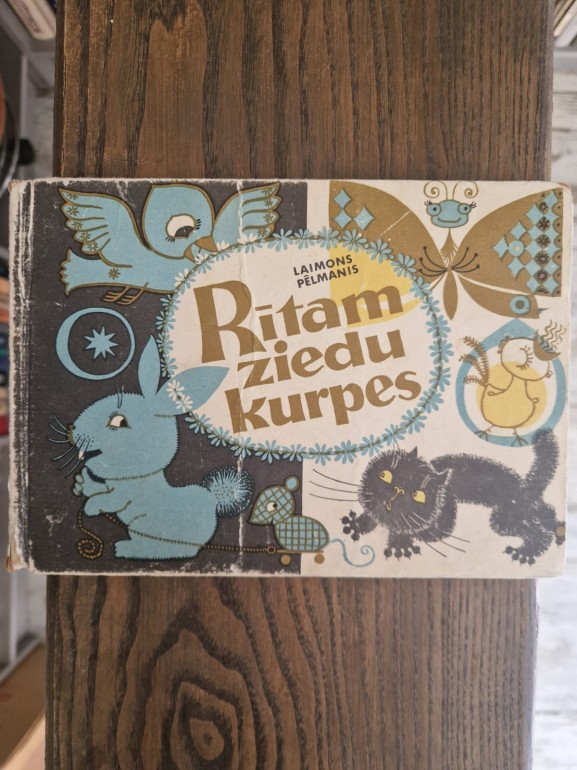 LAIMONS
PĒLMANIS
Rītam
ziedu
kurpes